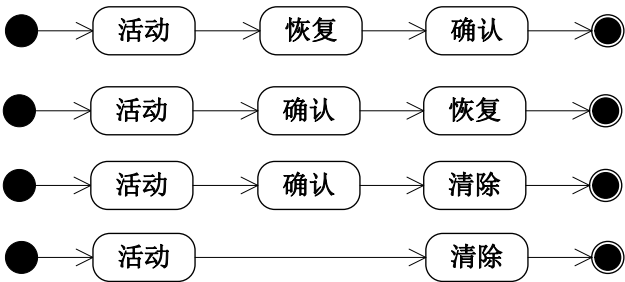 活动 恢复 确认
活动 确认 恢复
活动 确认 清除
活动 清除